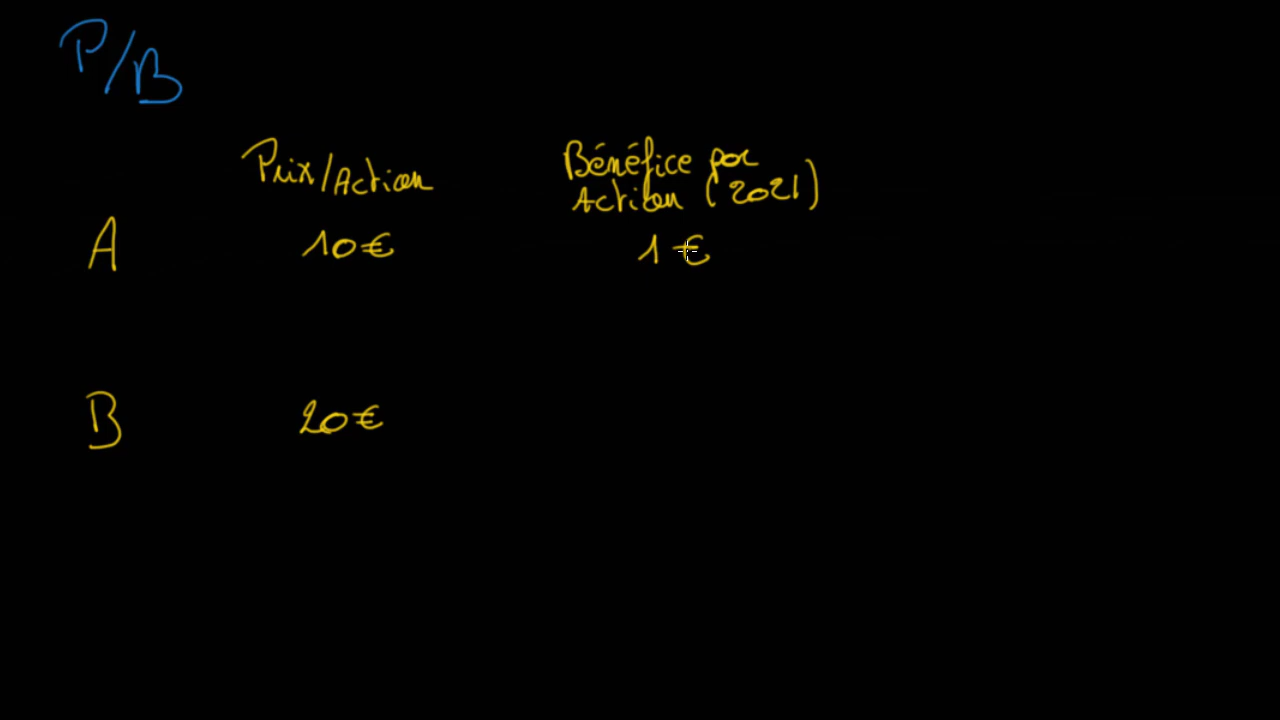 P/B
Prix/Action
Bénéfice par
Action (2021)
A 10€ 1€
B 20€